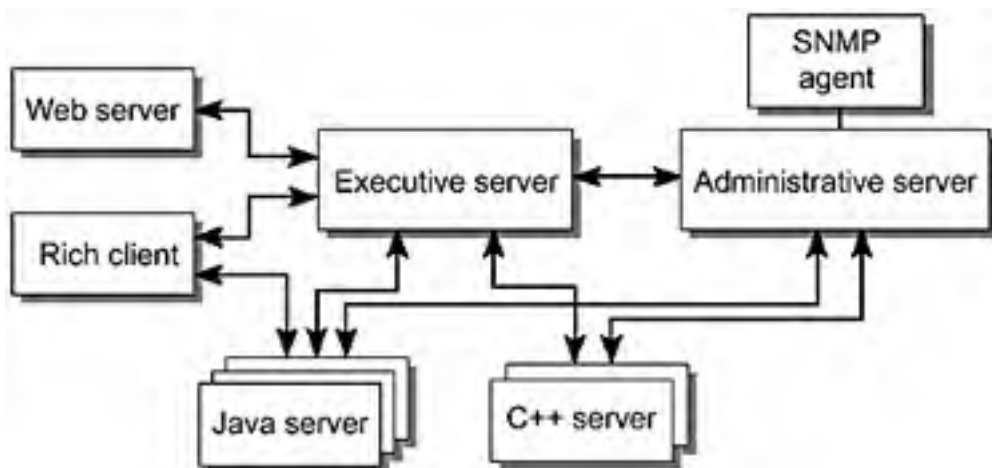 SNMP
agent
Web server
Executive server
Administrative server
Rich client
Java server
C++ server